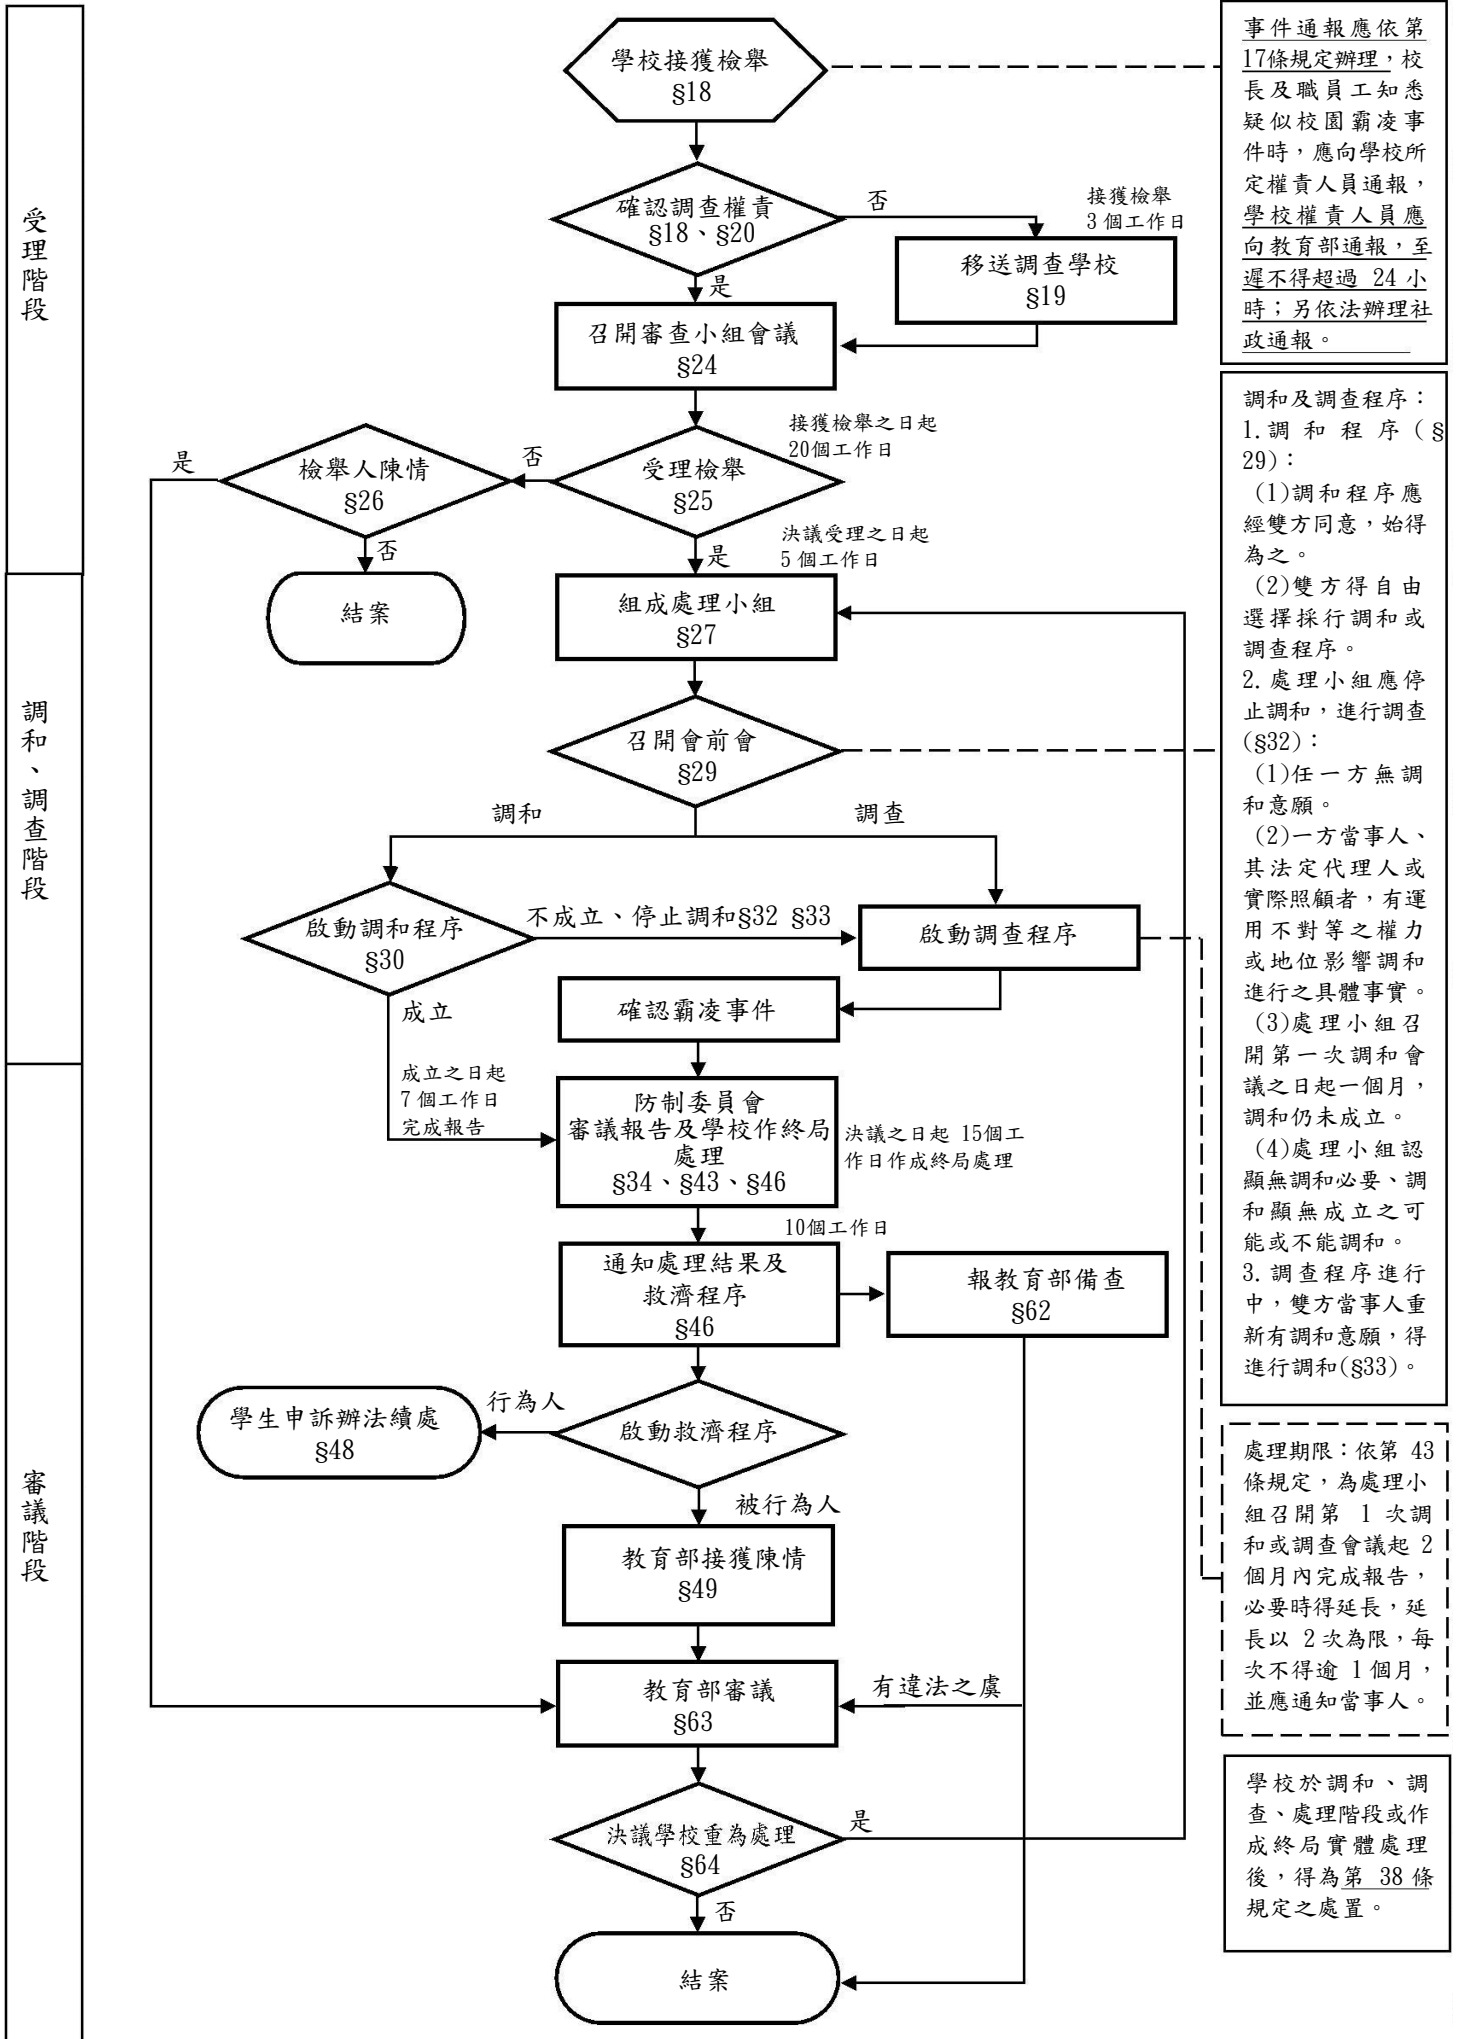 受理階段
調和、調查階段
審議階段
學校接獲檢舉
§18
確認調查權責
§18、§20
否
接獲檢舉
3 個工作日
移送調查學校
§19
是
召開審查小組會議
§24
接獲檢舉之日起
20個工作日
受理檢舉
§25
否
檢舉人陳情
§26
是
否
結案
決議受理之日起
5 個工作日
是
組成處理小組
§27
召開會前會
§29
調和
調查
啟動調和程序
§30
不成立、停止調和§32 §33
啟動調查程序
成立
確認霸凌事件
成立之日起
7 個工作日
完成報告
防制委員會
審議報告及學校作終局
處理
§34、§43、§46
決議之日起 15個工
作日作成終局處理
10個工作日
通知處理結果及
救濟程序
§46
報教育部備查
§62
啟動救濟程序
行為人
學生申訴辦法續處
§48
被行為人
教育部接獲陳情
§49
教育部審議
§63
有違法之虞
決議學校重為處理
§64
是
否
結案
事件通報應依第
17條規定辦理，校
長及職員工知悉
疑似校園霸凌事
件時，應向學校所
定權責人員通報，
學校權責人員應
向教育部通報，至
遲不得超過 24 小
時；另依法辦理社
政通報。
調和及調查程序：
1.調和程序（§
29）：
(1)調和程序應
經雙方同意，始得
為之。
(2)雙方得自由
選擇採行調和或
調查程序。
2.處理小組應停
止調和，進行調查
(§32)：
(1)任一方無調
和意願。
(2)一方當事人、
其法定代理人或
實際照顧者，有運
用不對等之權力
或地位影響調和
進行之具體事實。
(3)處理小組召
開第一次調和會
議之日起一個月，
調和仍未成立。
(4)處理小組認
顯無調和必要、調
和顯無成立之可
能或不能調和。
3.調查程序進行
中，雙方當事人重
新有調和意願，得
進行調和(§33)。
處理期限：依第 43
條規定，為處理小
組召開第 1 次調
和或調查會議起 2
個月內完成報告，
必要時得延長，延
長以 2 次為限，每
次不得逾 1 個月，
並應通知當事人。
學校於調和、調
查、處理階段或作
成終局實體處理
後，得為第 38 條
規定之處置。